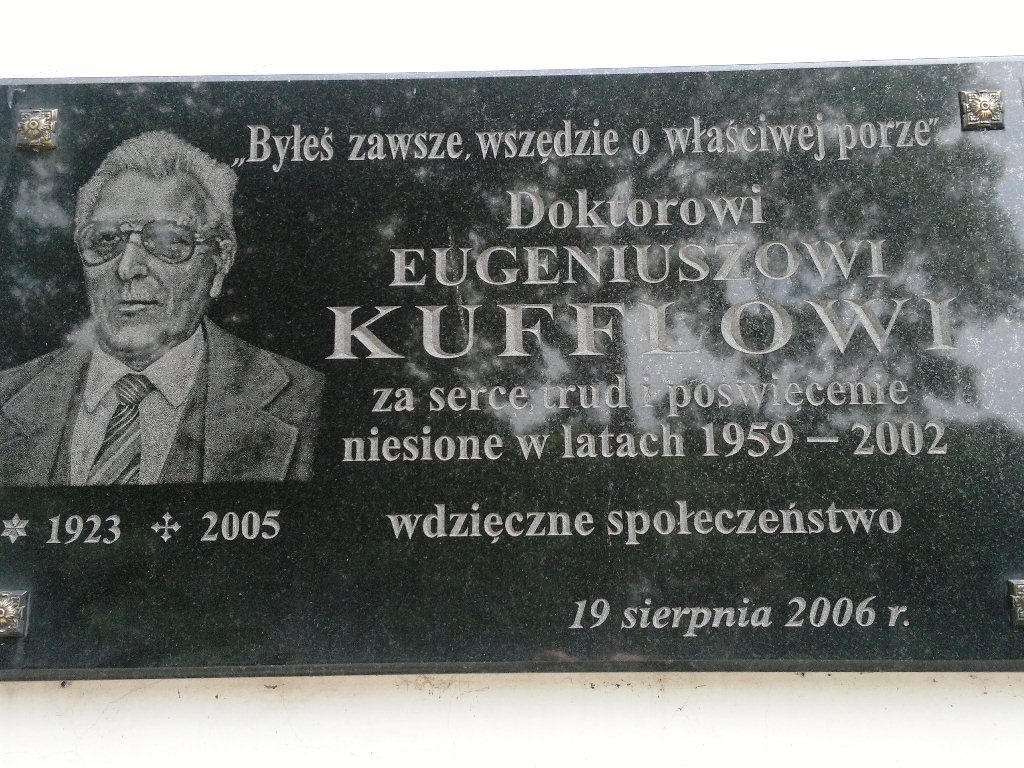 „Byłeś zawsze, wszędzie o właściwej porze”
Doktorowi
EUGENIUSZOWI
KUFFLOWI
za serce, trud i poświęcenie
niesione w latach 1959 – 2002
wdzięczne społeczeństwo
1923 2005
19 sierpnia 2006 r.